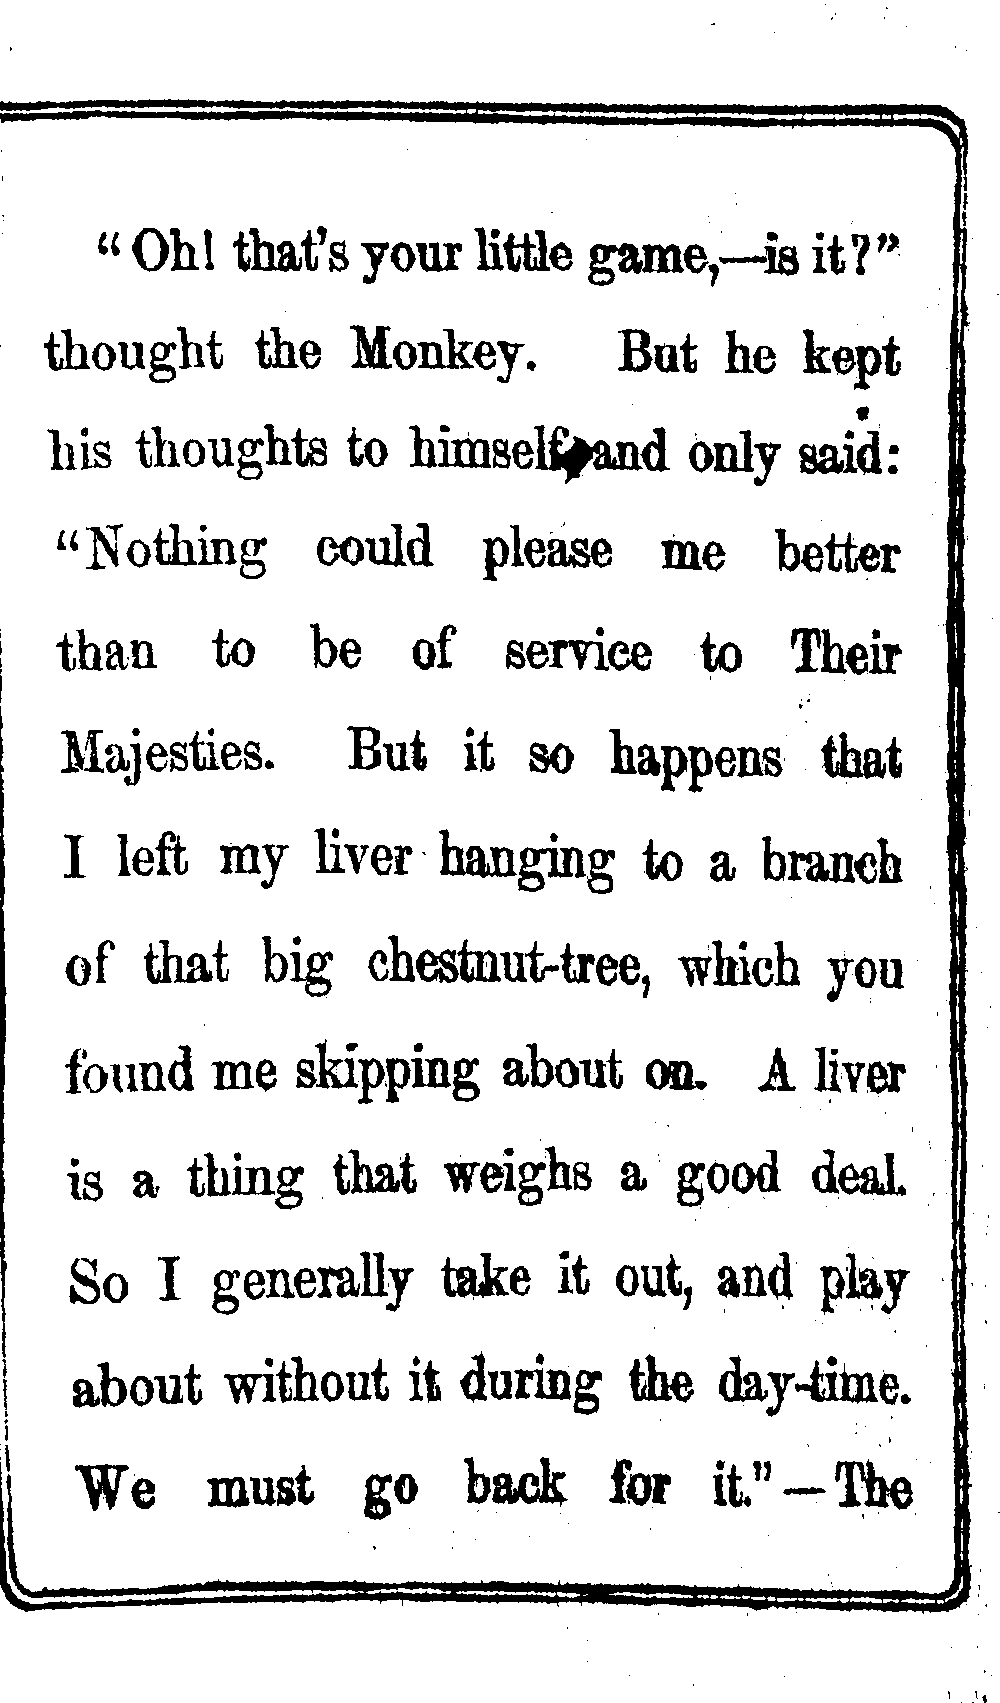 “Oh! that’s your little game,—is it?”
thought the Monkey. But he kept
his thoughts to himself, and only said:
“Nothing could please me better
than to be of service to Their
Majesties. But it so happens that
I left my liver hanging to a branch
of that big chestnut-tree, which you
found me skipping about on. A liver
is a thing that weighs a good deal.
So I generally take it out, and play
about without it during the day-time.
We must go back for it.”—The